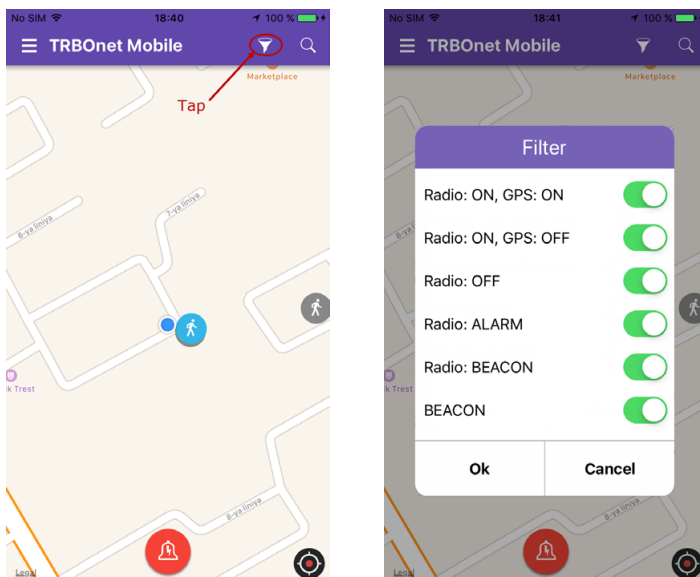 No SIM 18:40 100 %
TRBOnet Mobile
Marketplace
Tap
7-ya liniya
8-ya liniya
k Trest
8-ya liniya
Legal
No SIM 18:41 100 %
TRBOnet Mobile
Marketplace
Filter
Radio: ON, GPS: ON
Radio: ON, GPS: OFF
8-ya
Radio: OFF
Radio: ALARM
Radio: BEACON
k Trest
BEACON
Ok Cancel
8-ya liniya
Legal